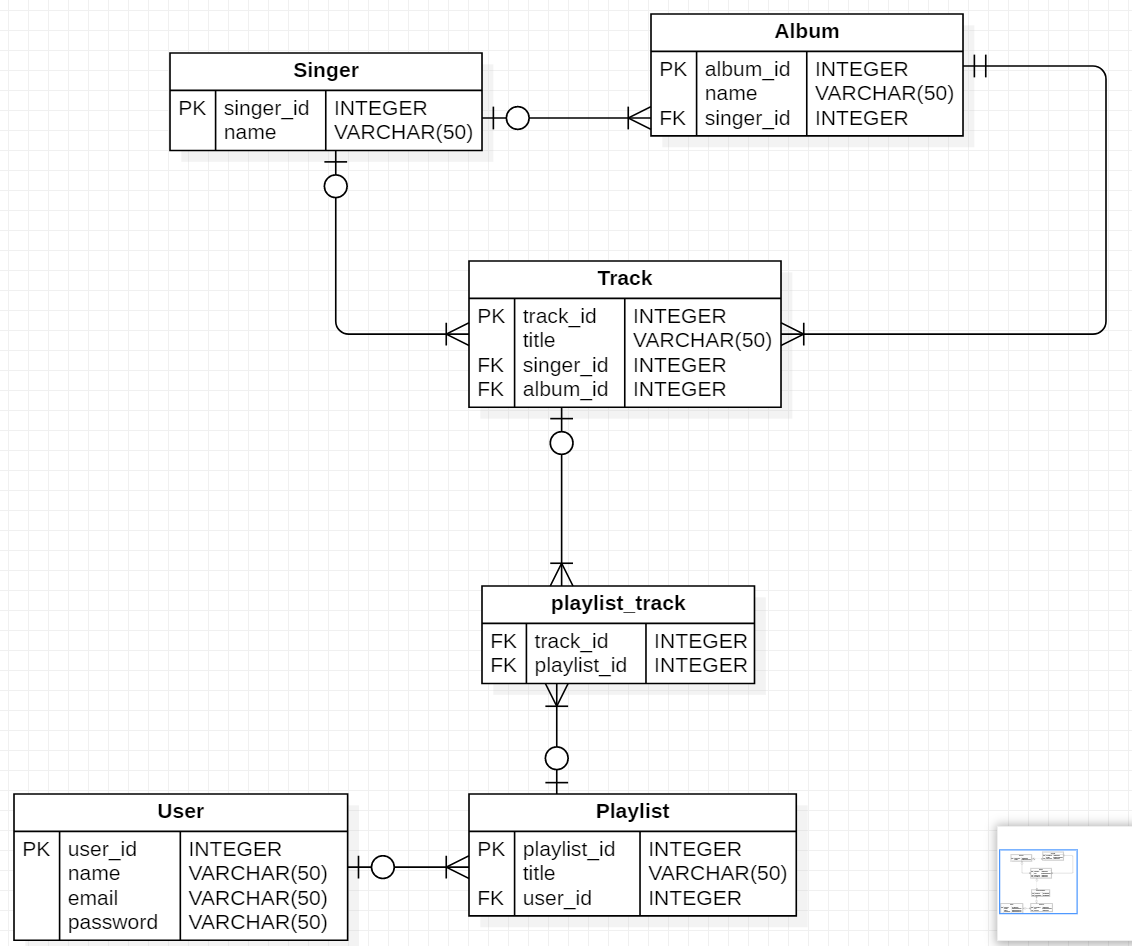 Singer
PK singer_id INTEGER
name VARCHAR(50)
Album
PK album_id INTEGER
name VARCHAR(50)
FK singer_id INTEGER
Track
PK track_id INTEGER
title VARCHAR(50)
FK singer_id INTEGER
FK album_id INTEGER
playlist_track
FK track_id INTEGER
FK playlist_id INTEGER
User
PK user_id INTEGER
name VARCHAR(50)
email VARCHAR(50)
password VARCHAR(50)
Playlist
PK playlist_id INTEGER
title VARCHAR(50)
FK user_id INTEGER